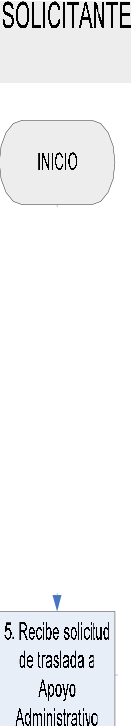 SOLICITANTE
INICIO
5. Recibe solicitud
de traslada a
Apoyo
Administrativo